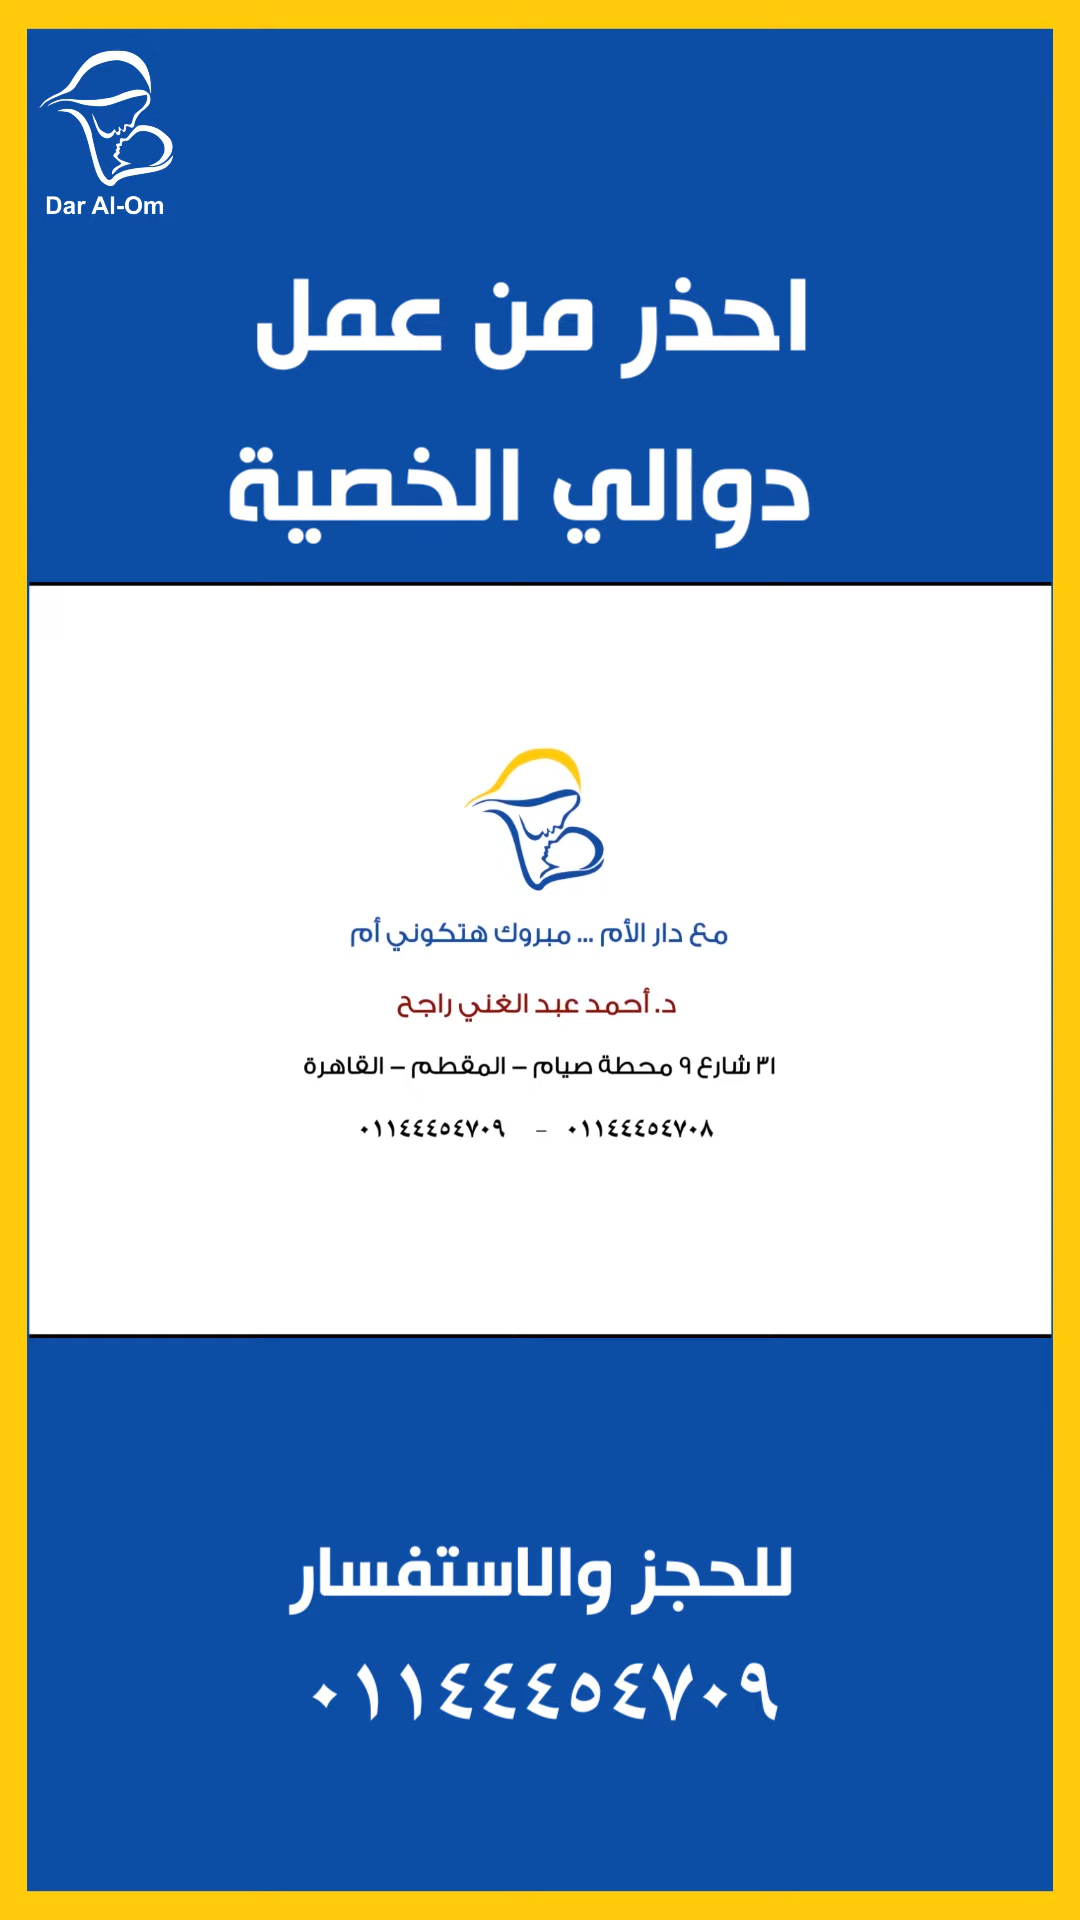 Dar Al-Om
احذر من عمل
دوالي الخصية
مع دار الأم ... مبروك هتكوني أم
د. أحمد عبد الغني راجح
٣١ شارع ٩ محطة صيام – المقطم – القاهرة
٠١١٤٤٤٥٤٧٠٩ – ٠١١٤٤٤٥٤٧٠٨
للحجز والاستفسار
٠١١٤٤٤٥٤٧٠٩